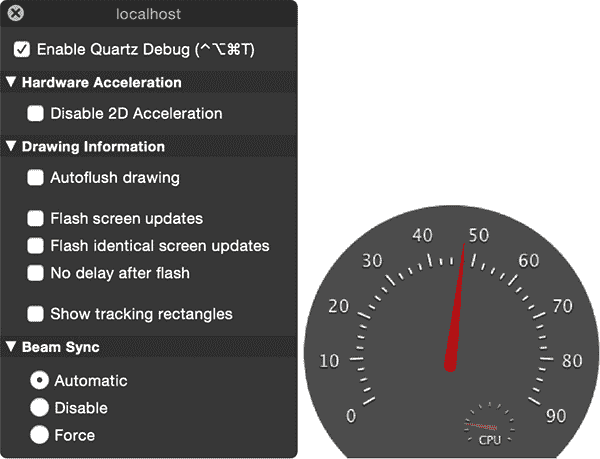 localhost
Enable Quartz Debug (^⌥⌘T)
Hardware Acceleration
Disable 2D Acceleration
Drawing Information
Autoflush drawing
Flash screen updates
Flash identical screen updates
No delay after flash
Show tracking rectangles
Beam Sync
Automatic
Disable
Force
0
10
20
30
40
50
60
70
80
90
CPU